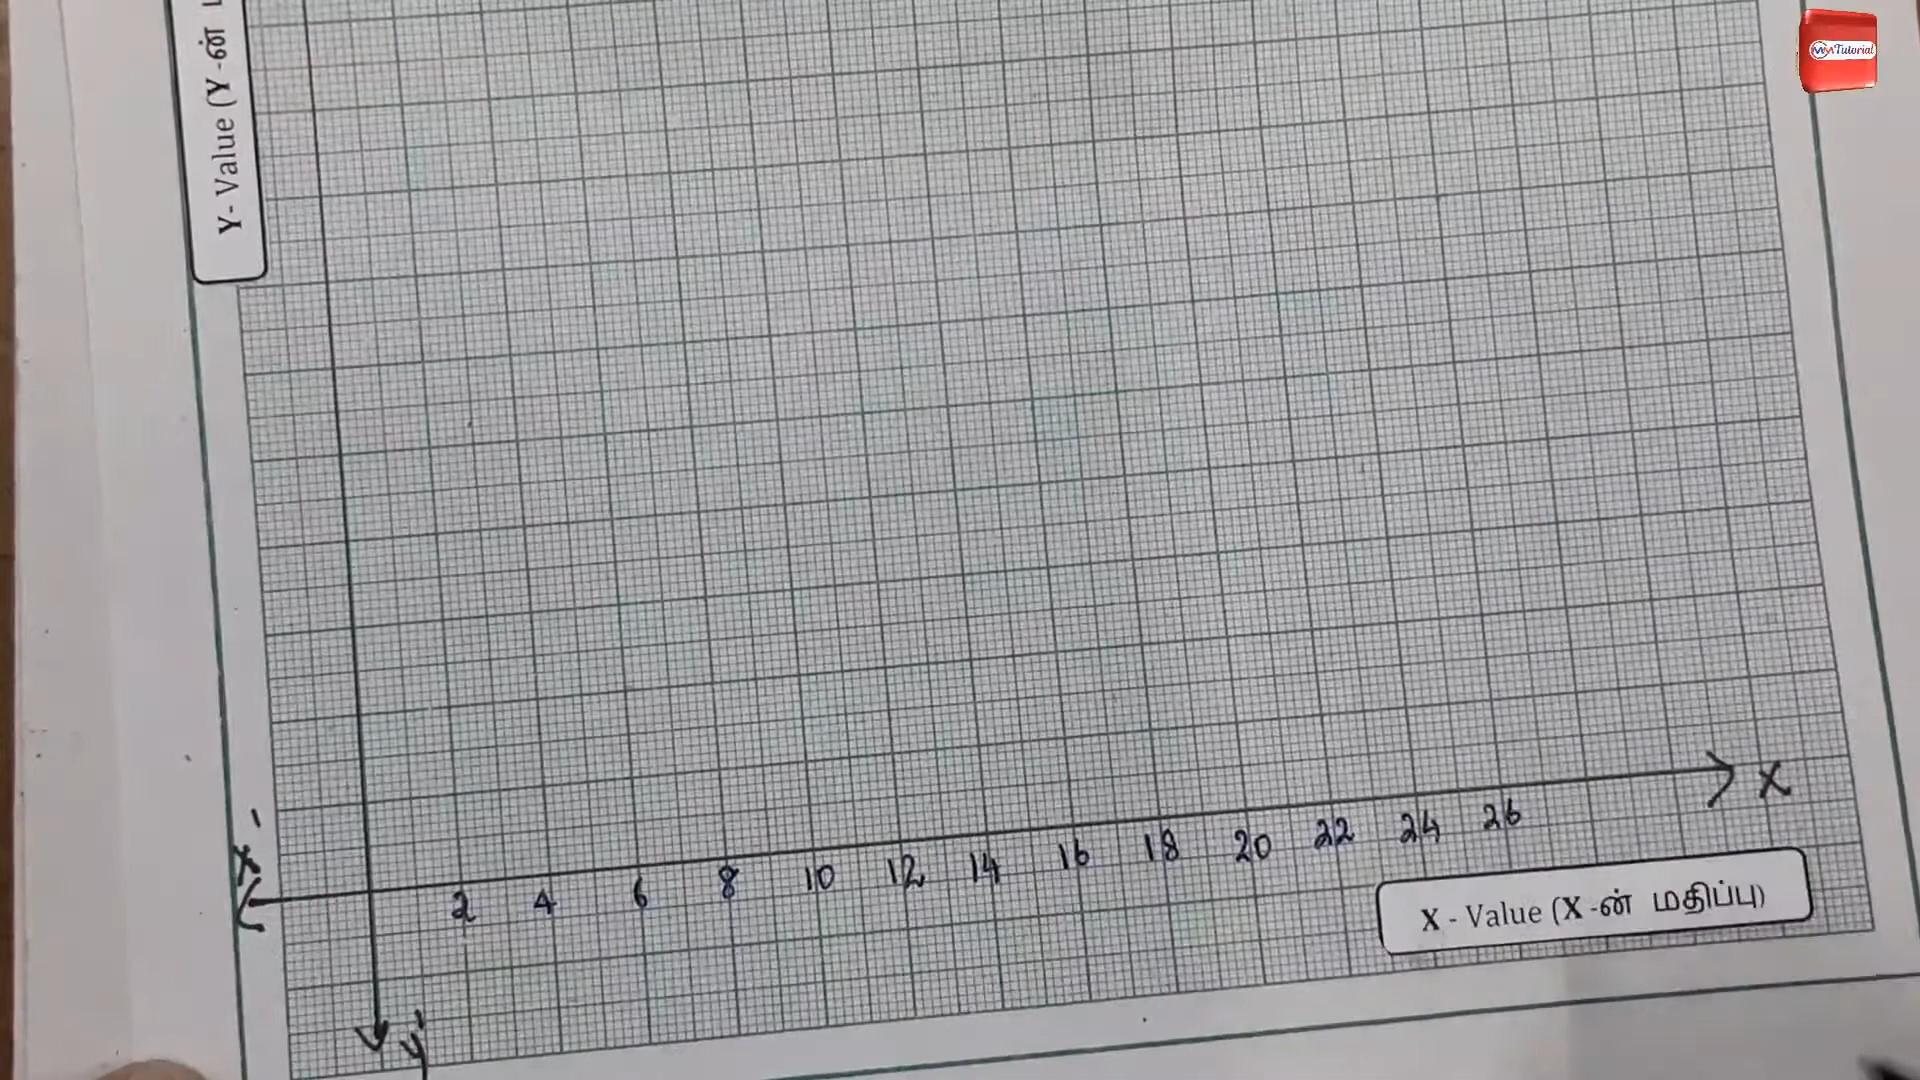 MyTutorial
Y- Value (Y -ன்
X
X'
2 4 6 8 10 12 14 16 18 20 22 24 26
X - Value (X -ன் மதிப்பு)
y'